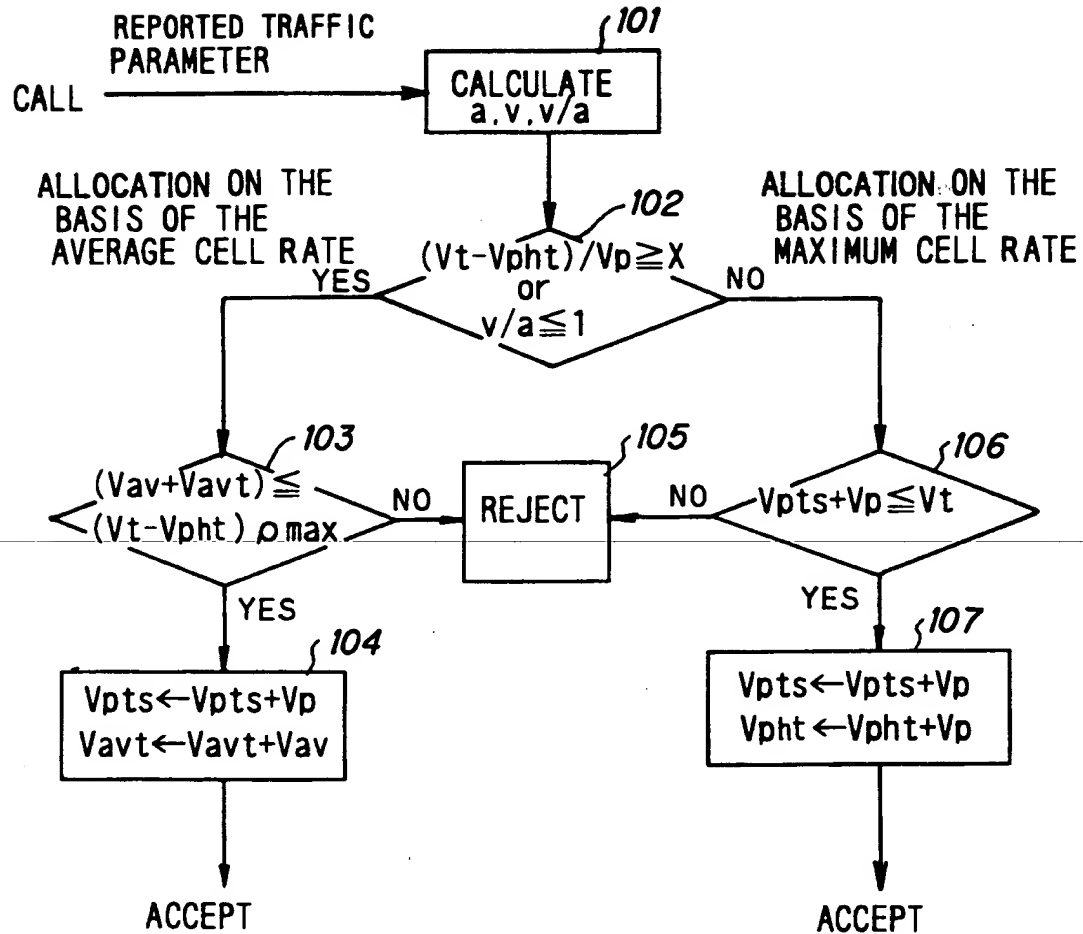 REPORTED TRAFFIC
PARAMETER
CALL
101
CALCULATE
a,v,v/a
ALLOCATION ON THE
BASIS OF THE
AVERAGE CELL RATE
ALLOCATION ON THE
BASIS OF THE
MAXIMUM CELL RATE
102
(Vt-Vpht)/Vp≧X
or
v/a≦1
YES
NO
103
(Vav+Vavt)≦
(Vt-Vpht)ρmax
NO
YES
105
REJECT
106
Vpts+Vp≦Vt
NO
YES
104
Vpts←Vpts+Vp
Vavt←Vavt+Vav
107
Vpts←Vpts+Vp
Vpht←Vpht+Vp
ACCEPT
ACCEPT